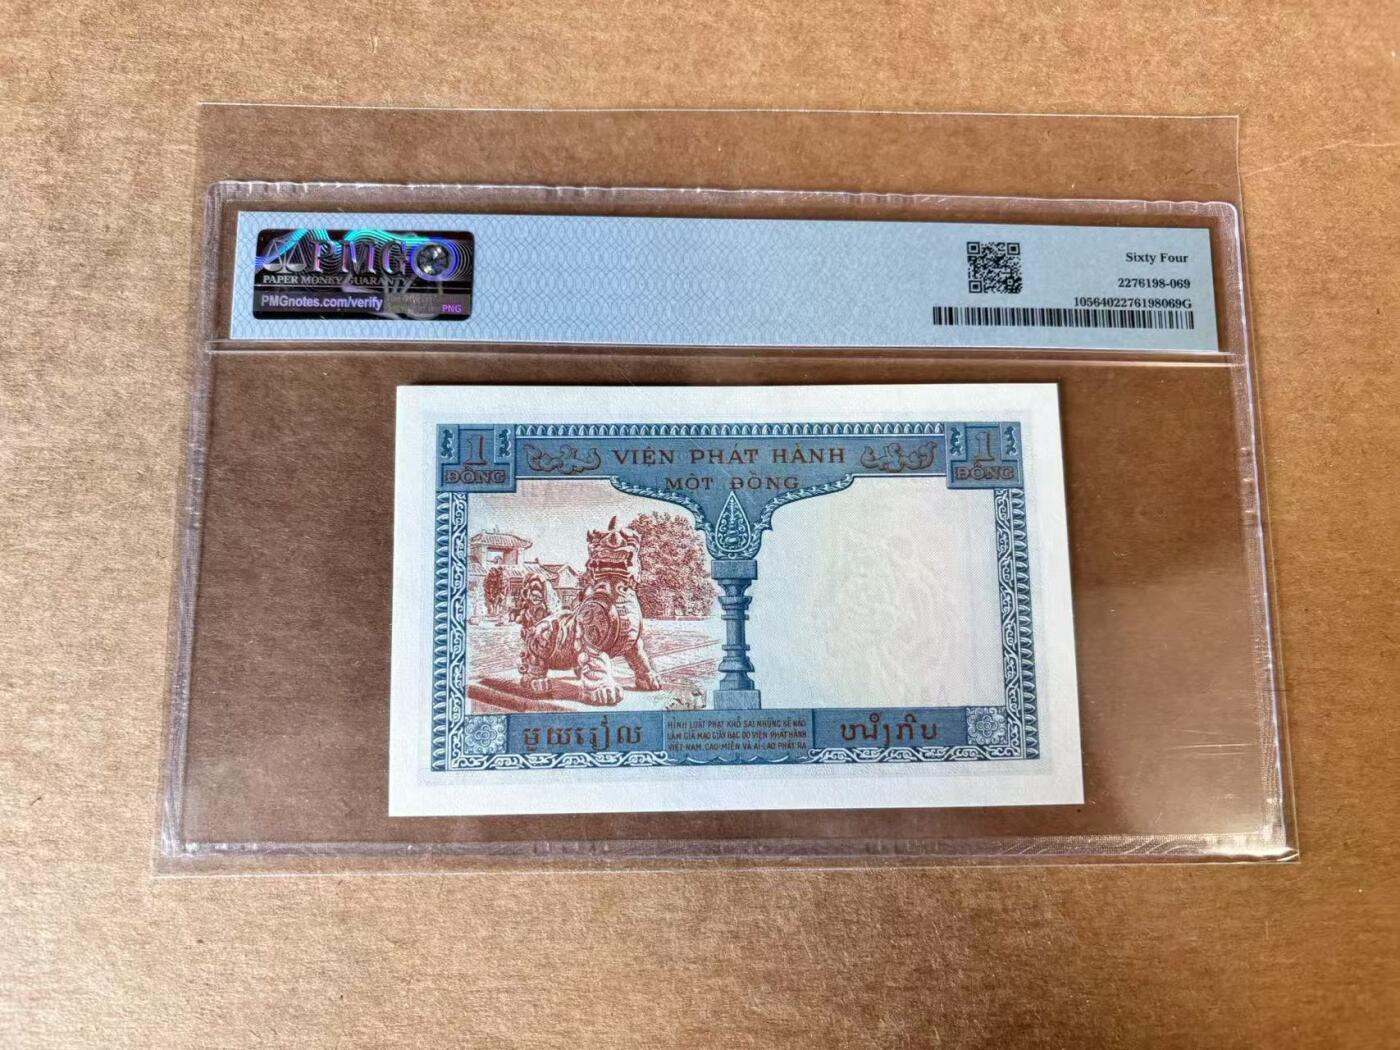 PMG
PAPER MONEY GUARANTY
PMGnotes.com/verify
PNG
Sixty Four
2276198-069
1056402276198069G
1
ĐỒNG
VIỆN PHÁT HÀNH
MỘT ĐỒNG
1
ĐỒNG
មួយរៀល
HÌNH LUẬT PHẠT KHỔ SAI NHỮNG KẺ NÀO
LÀM GIẢ MẠO GIẤY BẠC DO VIỆN PHÁT HÀNH
VIỆT-NAM, CAO-MIÊN VÀ AI-LAO PHÁT RA
ໜຶ່ງກີບ